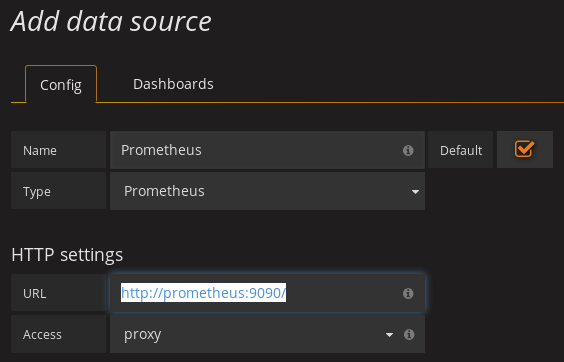 Add data source
Config Dashboards
Name Prometheus Default
Type Prometheus
HTTP settings
URL http://prometheus:9090/
Access proxy